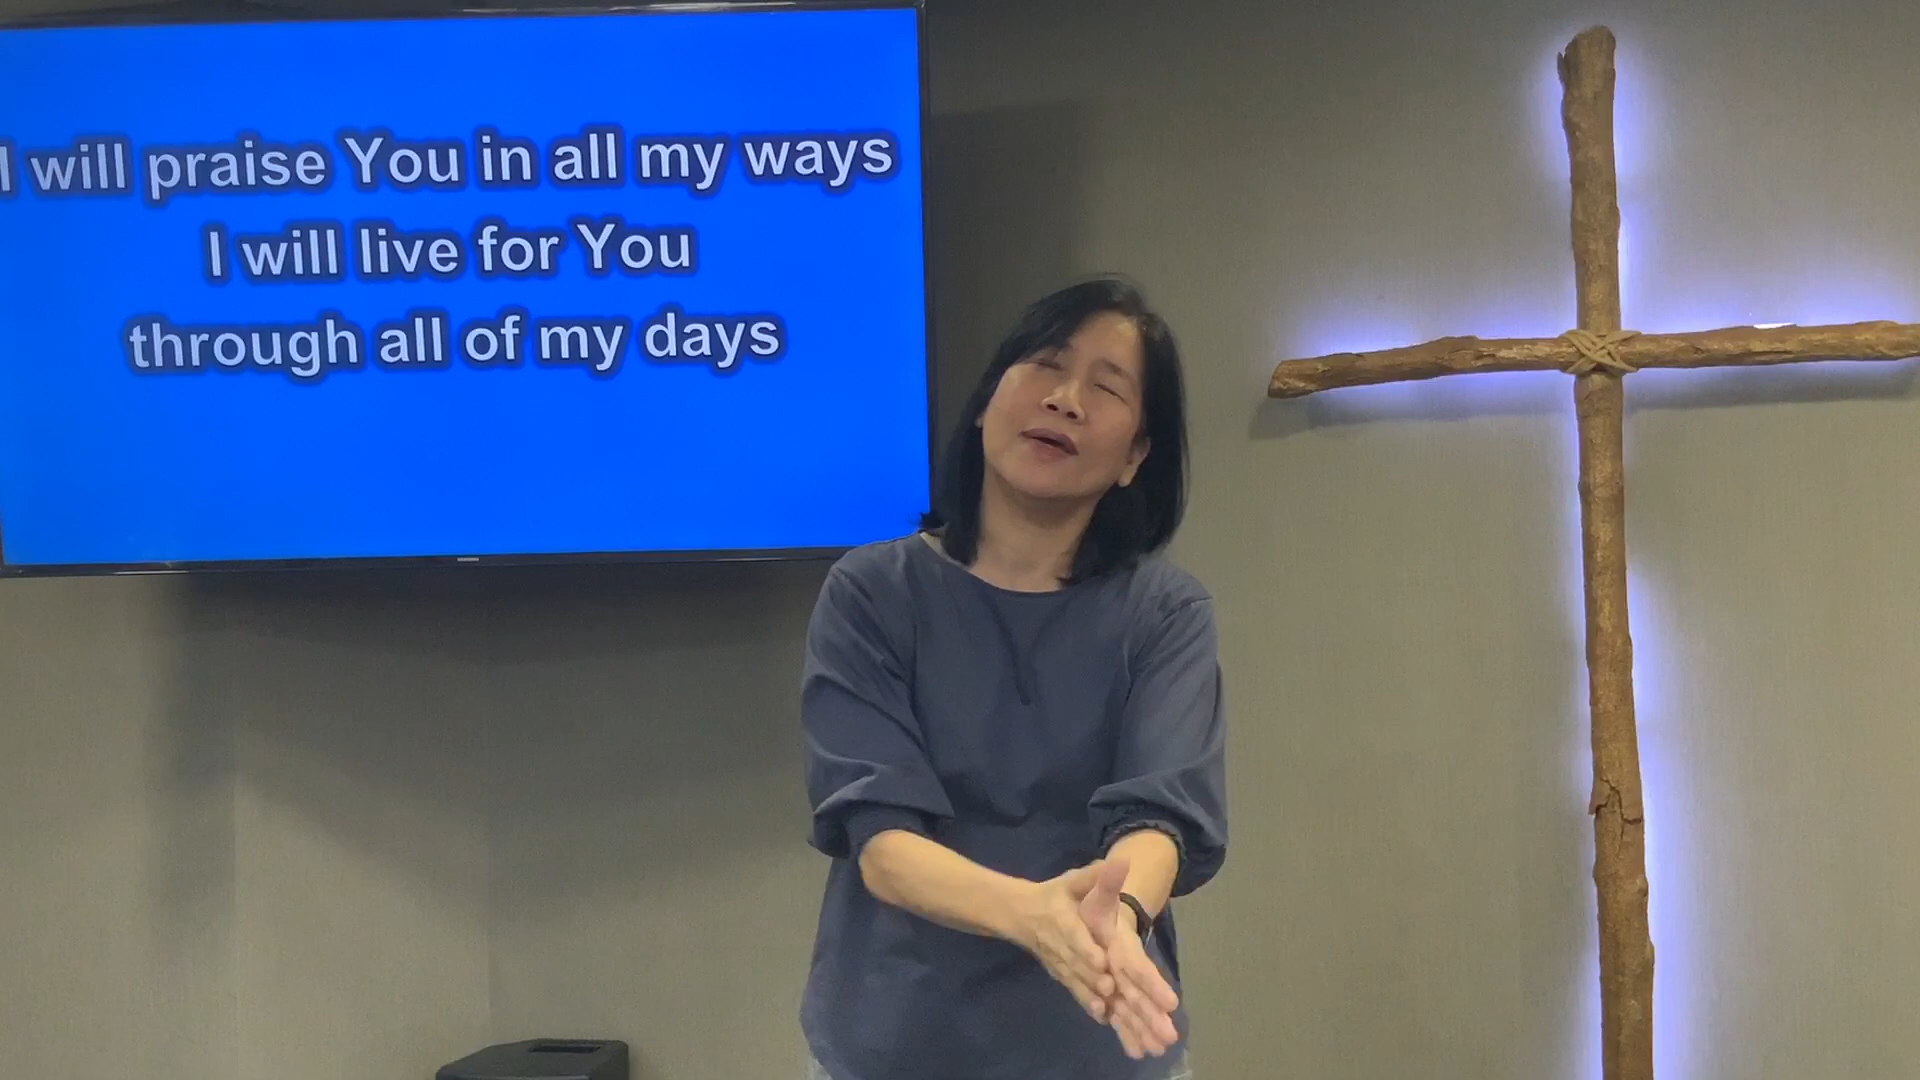 I will praise You in all my ways
I will live for You
through all of my days